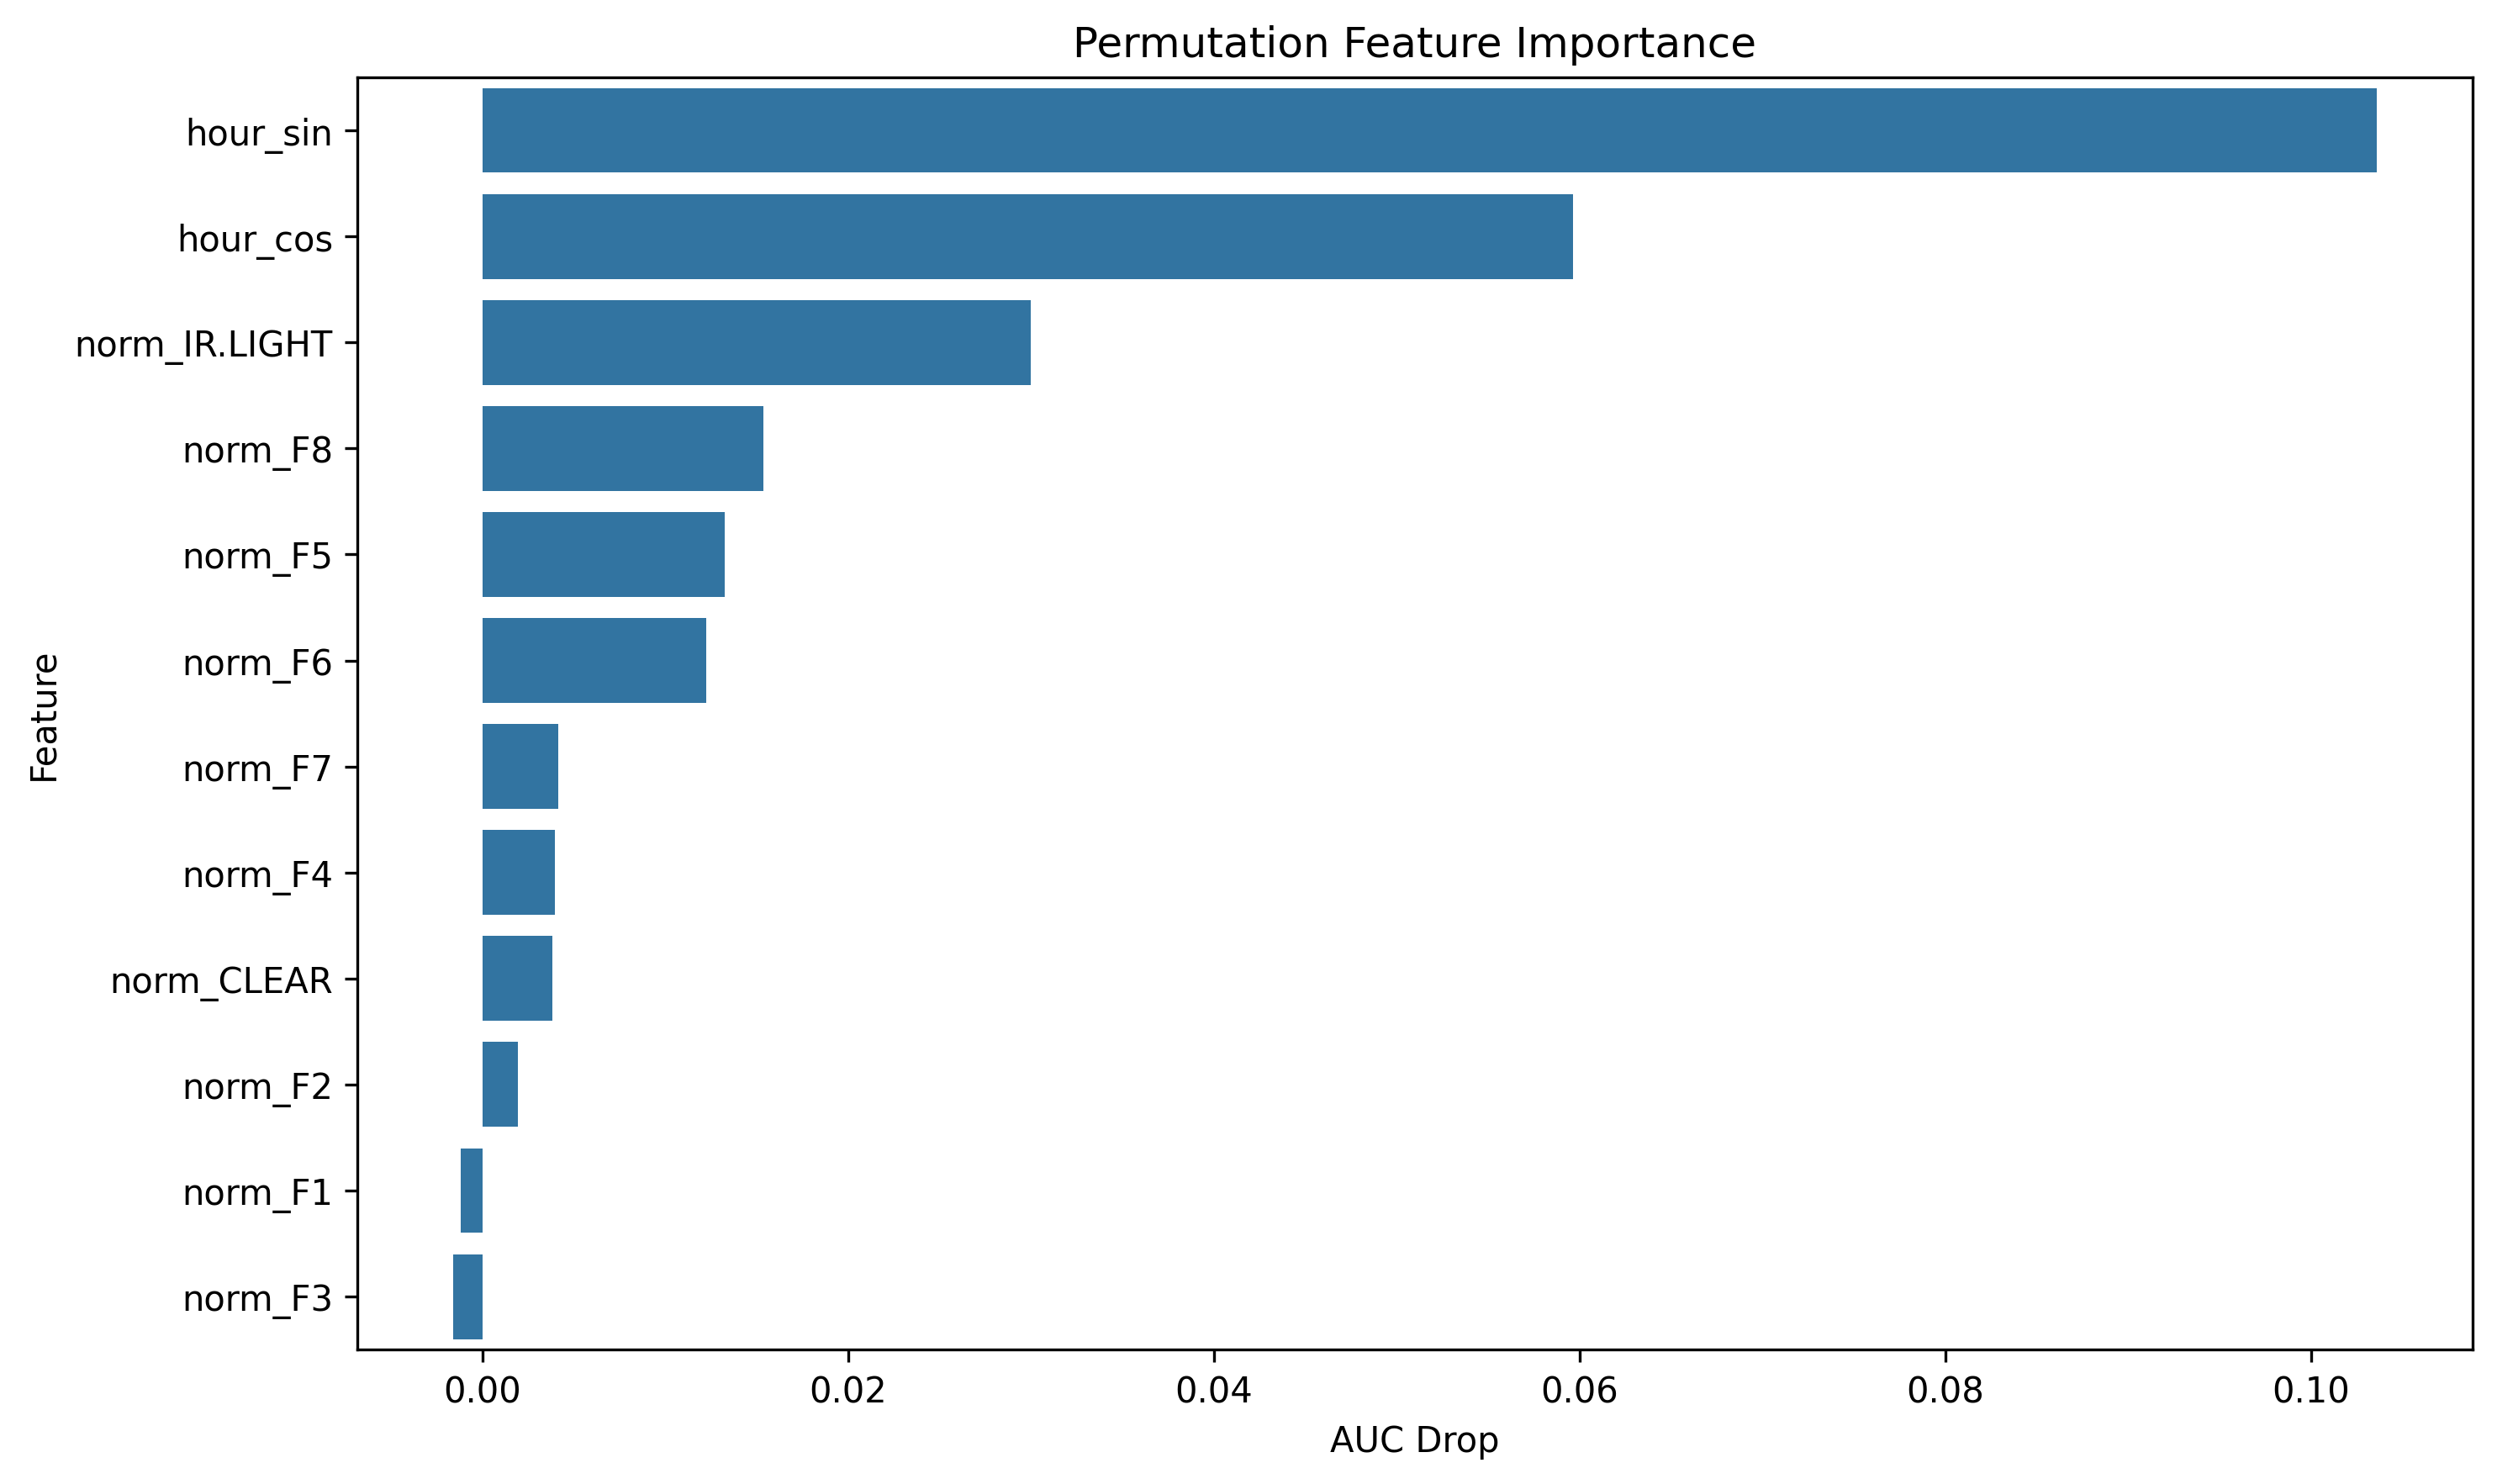 Permutation Feature Importance
Feature
hour_sin
hour_cos
norm_IR.LIGHT
norm_F8
norm_F5
norm_F6
norm_F7
norm_F4
norm_CLEAR
norm_F2
norm_F1
norm_F3
0.00 0.02 0.04 0.06 0.08 0.10
AUC Drop